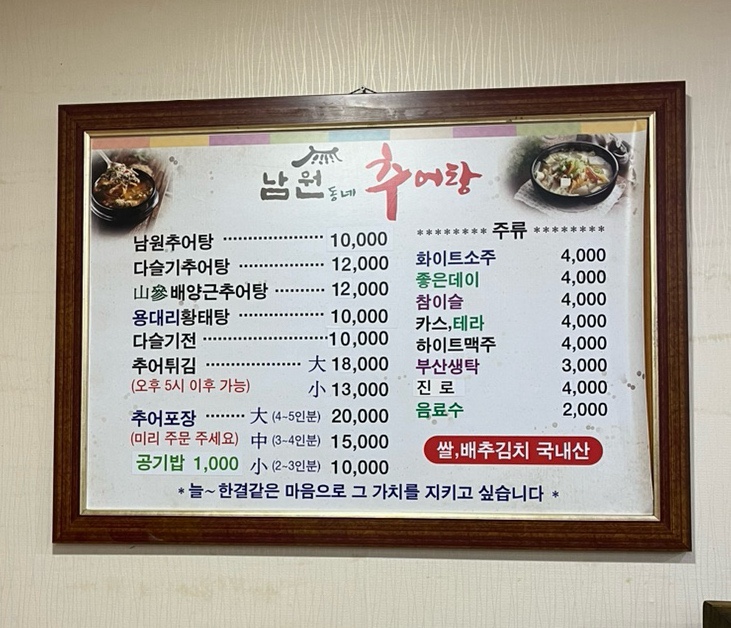 남원동네 추어탕
남원추어탕 ·············· 10,000
다슬기추어탕 ············ 12,000
山蔘배양근추어탕 ········ 12,000
용대리황태탕 ············ 10,000
다슬기전 ·················10,000
추어튀김 ············ 大 18,000
(오후 5시 이후 가능) 小 13,000
추어포장 ········ 大 (4~5인분) 20,000
(미리 주문 주세요) 中 (3~4인분) 15,000
공기밥 1,000 小 (2~3인분) 10,000
******** 주류 ********
화이트소주 4,000
좋은데이 4,000
참이슬 4,000
카스,테라 4,000
하이트맥주 4,000
부산생탁 3,000
진 로 4,000
음료수 2,000
쌀,배추김치 국내산
* 늘~ 한결같은 마음으로 그 가치를 지키고 싶습니다 *